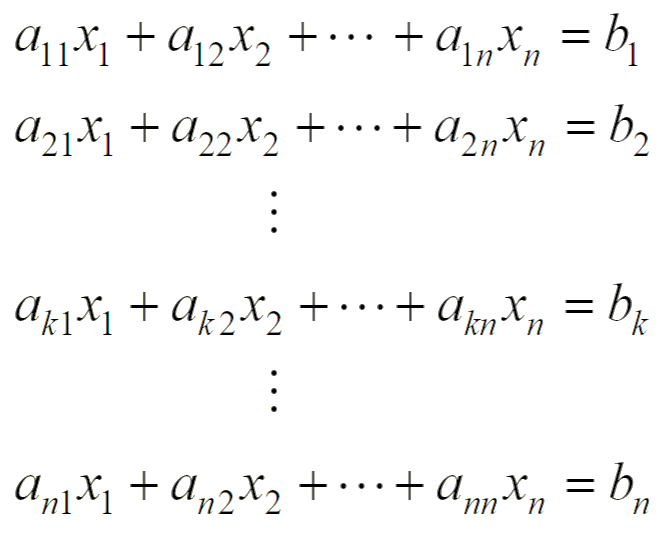 a₁₁x₁ + a₁₂x₂ + ⋯ + a₁ₙxₙ = b₁
a₂₁x₁ + a₂₂x₂ + ⋯ + a₂ₙxₙ = b₂
⋮
aₖ₁x₁ + aₖ₂x₂ + ⋯ + aₖₙxₙ = bₖ
⋮
aₙ₁x₁ + aₙ₂x₂ + ⋯ + aₙₙxₙ = bₙ